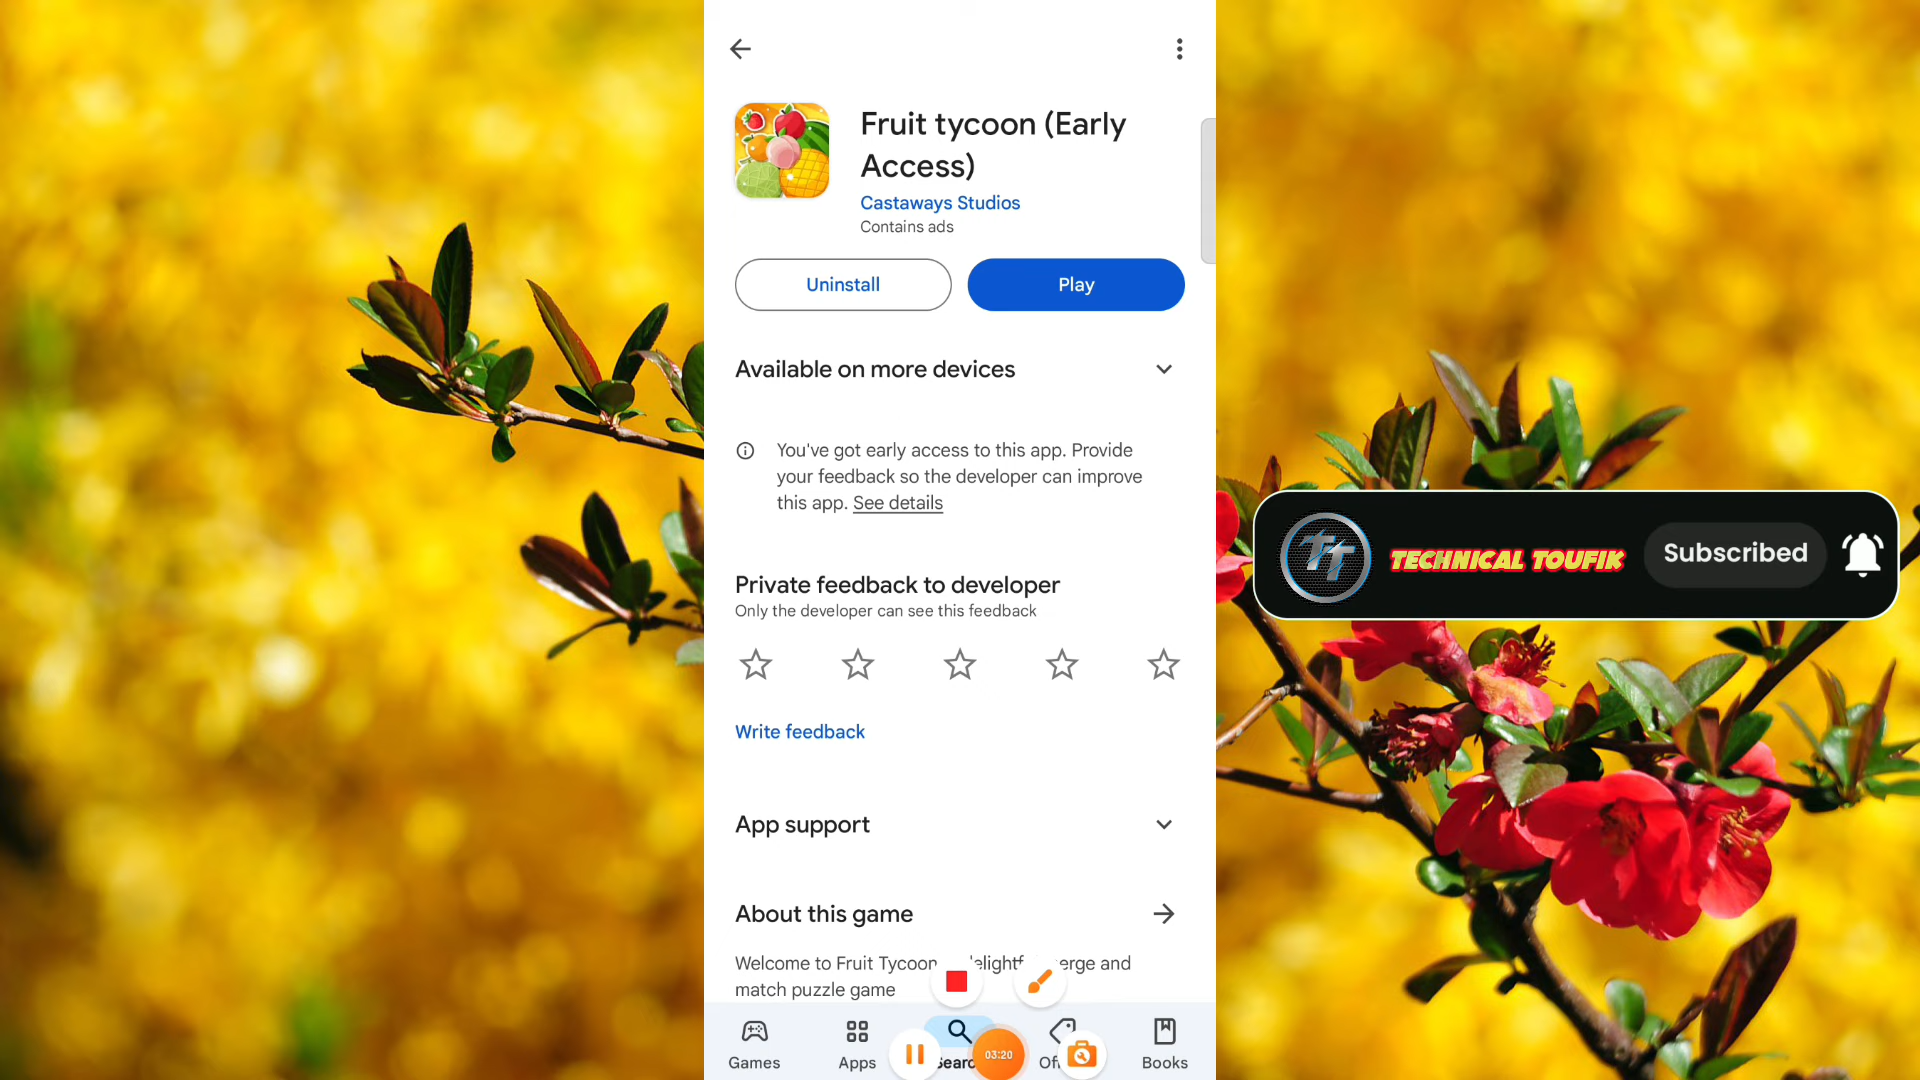 Fruit tycoon (Early
Access)
Castaways Studios
Contains ads
Uninstall
Play
Available on more devices
You've got early access to this app. Provide
your feedback so the developer can improve
this app. See details
Private feedback to developer
Only the developer can see this feedback
Write feedback
App support
About this game
Welcome to Fruit Tycoon
and
match puzzle game
Games
Apps
03:20
Books
TT
TECHNICAL TOUFIK
Subscribed